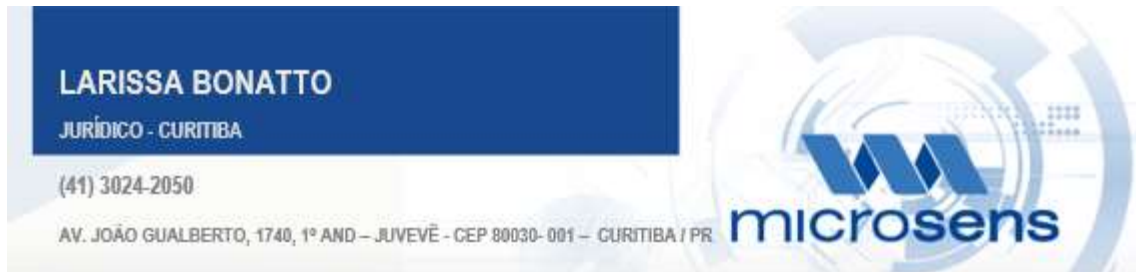 LARISSA BONATTO
JURÍDICO - CURITIBA
(41) 3024-2050
AV. JOÃO GUALBERTO, 1740, 1º AND – JUVEVÊ - CEP 80030- 001 – CURITIBA / PR
microsens